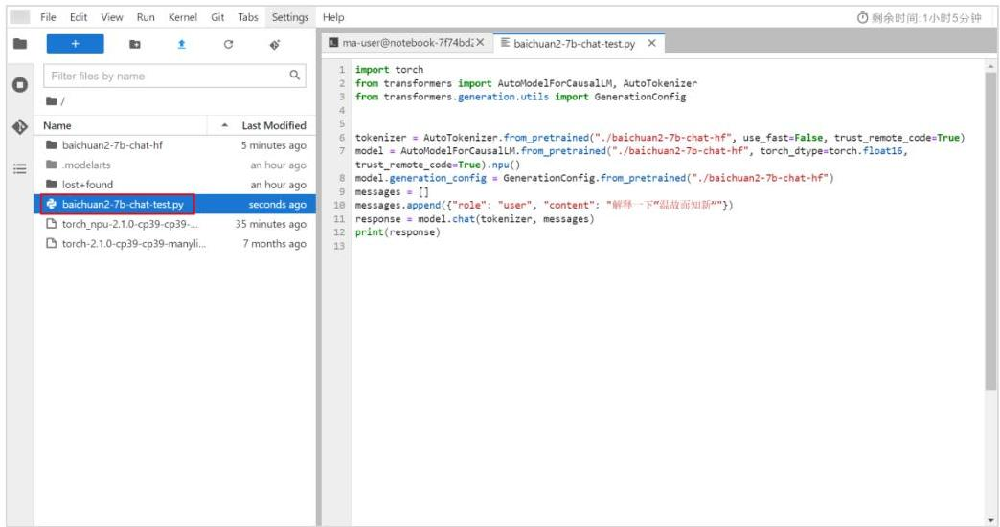 File Edit View Run Kernel Git Tabs Settings Help
剩余时间:1小时5分钟
+
Filter files by name
/
Name Last Modified
baichuan2-7b-chat-hf 5 minutes ago
.modelarts an hour ago
lost+found an hour ago
baichuan2-7b-chat-test.py seconds ago
torch_npu-2.1.0-cp39-cp39-... 35 minutes ago
torch-2.1.0-cp39-cp39-manyli... 7 months ago
ma-user@notebook-7f74bd2 × baichuan2-7b-chat-test.py ×
1 import torch
2 from transformers import AutoModelForCausalLM, AutoTokenizer
3 from transformers.generation.utils import GenerationConfig
4
5
6 tokenizer = AutoTokenizer.from_pretrained("./baichuan2-7b-chat-hf", use_fast=False, trust_remote_code=True)
7 model = AutoModelForCausalLM.from_pretrained("./baichuan2-7b-chat-hf", torch_dtype=torch.float16,
trust_remote_code=True).npu()
8 model.generation_config = GenerationConfig.from_pretrained("./baichuan2-7b-chat-hf")
9 messages = []
10 messages.append({"role": "user", "content": "解释一下“温故而知新”"})
11 response = model.chat(tokenizer, messages)
12 print(response)
13